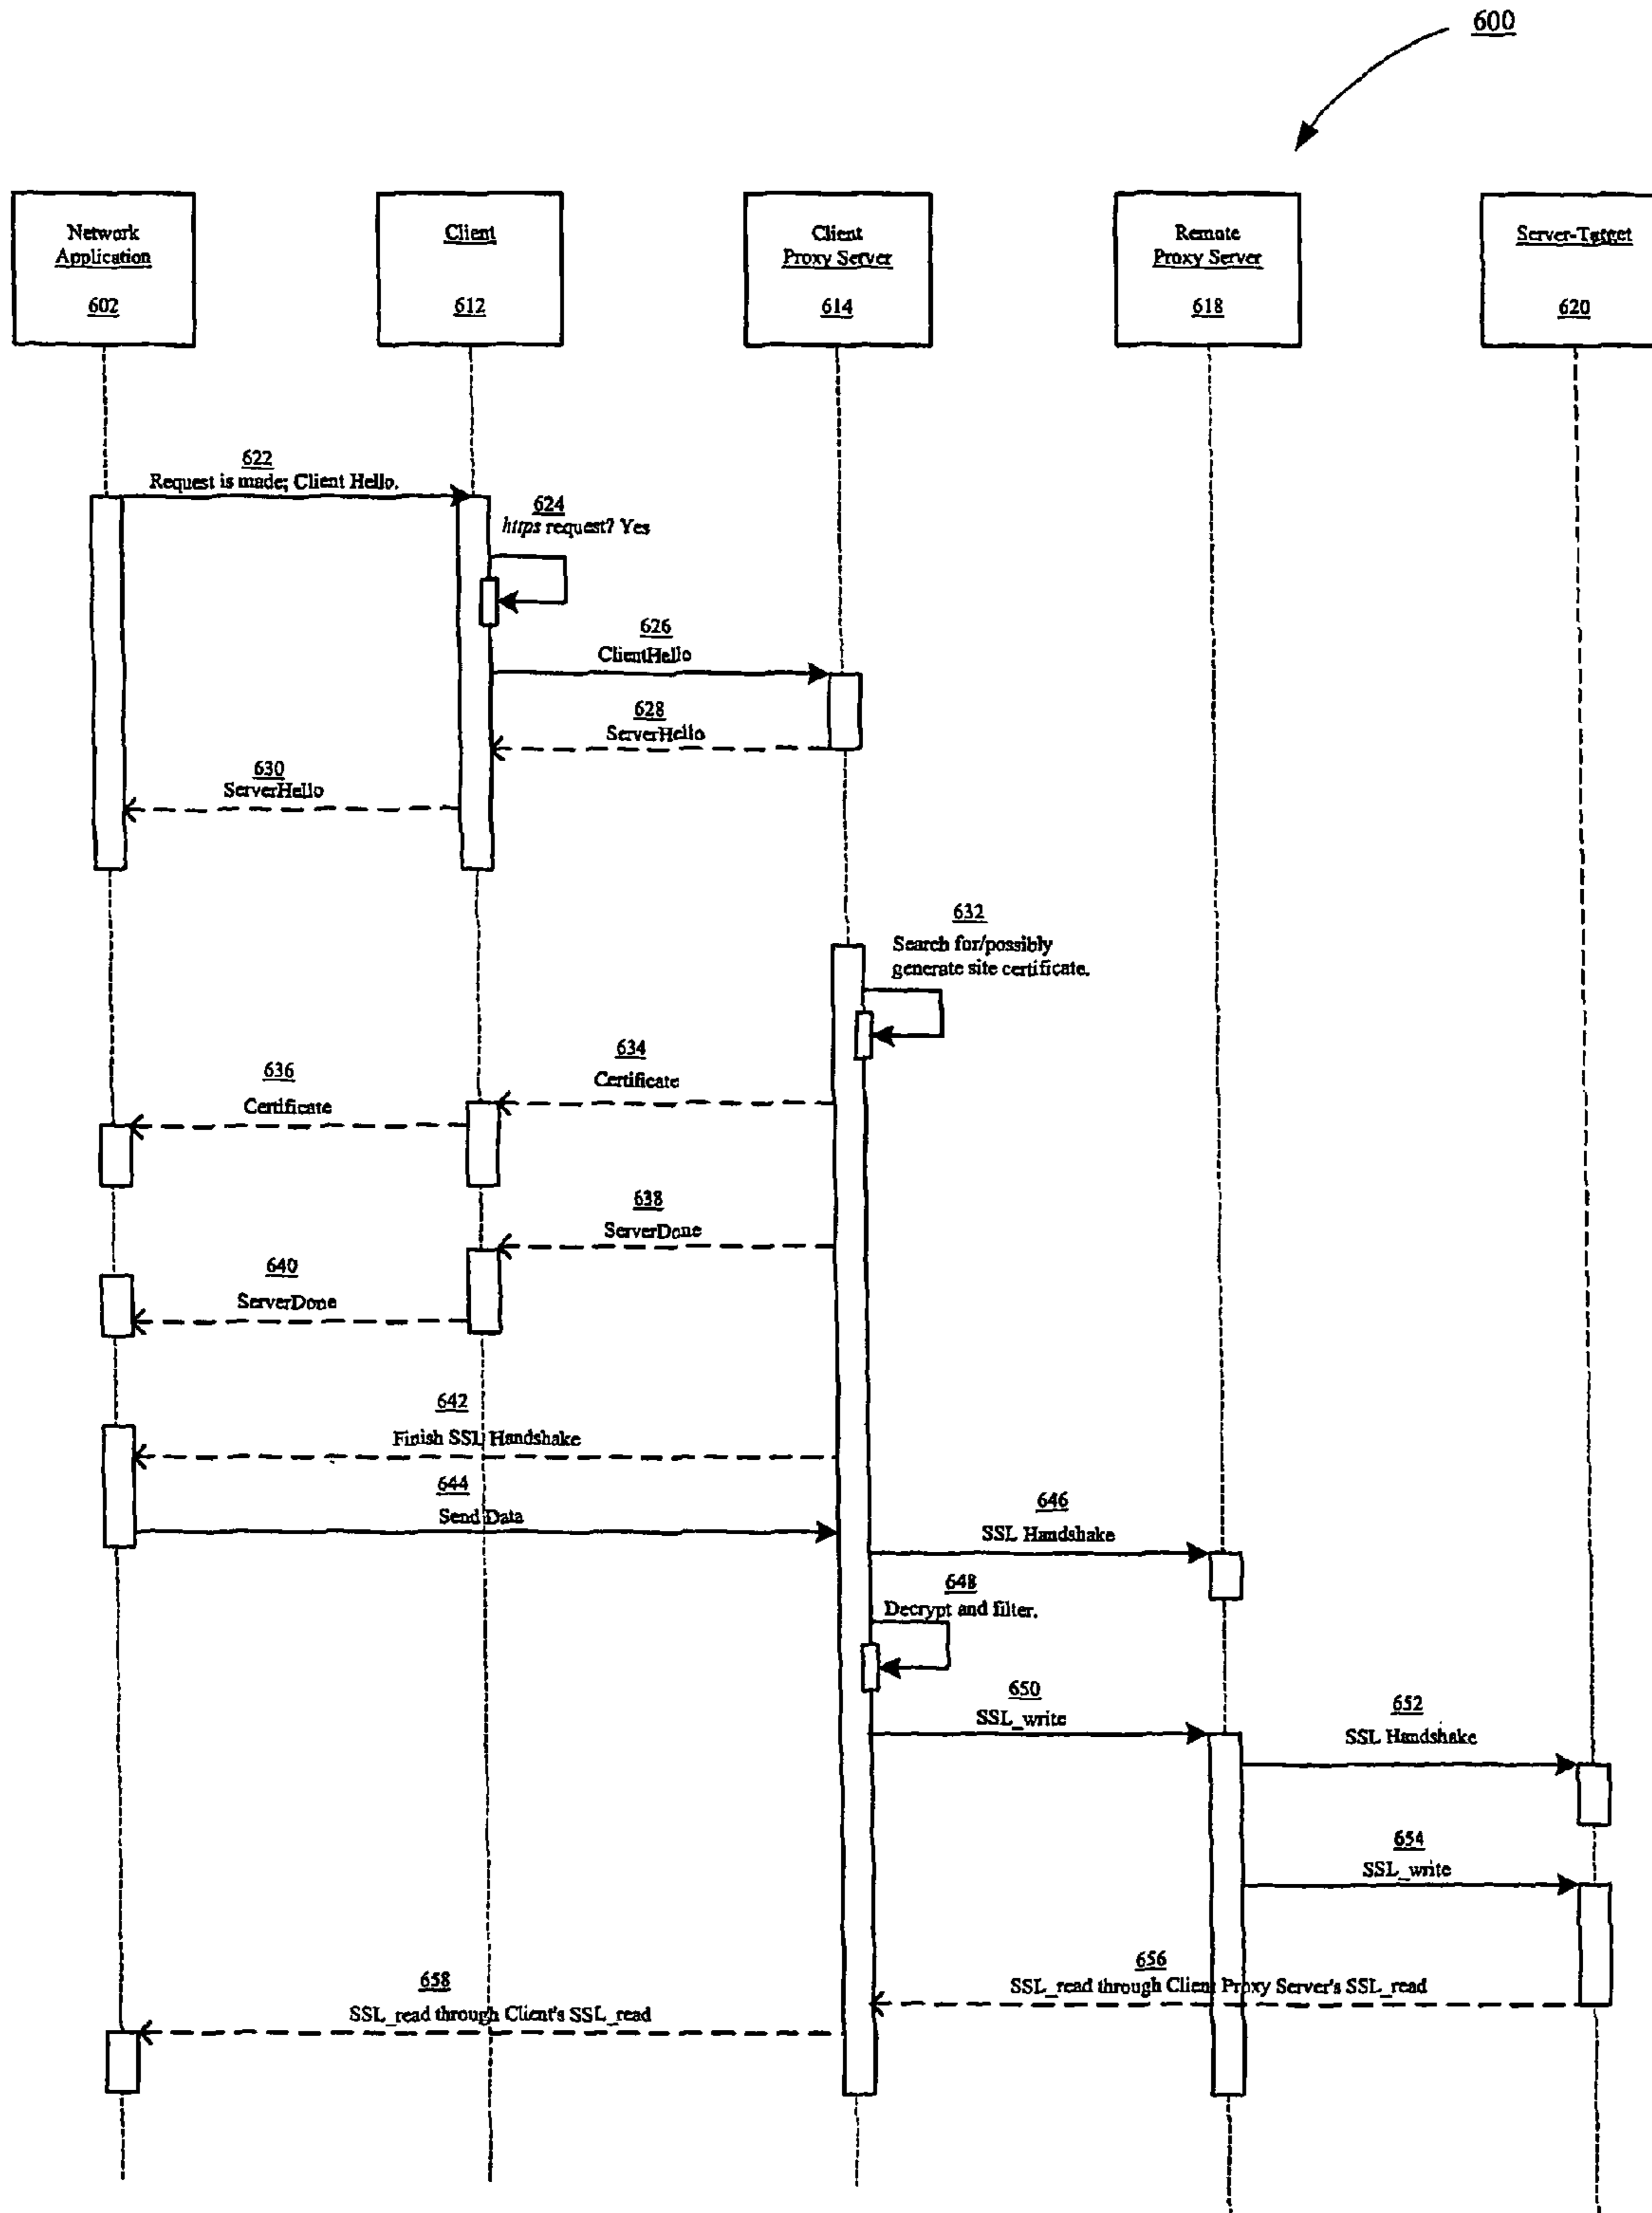 600
Network
Application
602
Client
612
Client
Proxy Server
614
Remote
Proxy Server
618
Server-Target
620
622
Request is made; Client Hello.
624
https request? Yes
626
ClientHello
628
ServerHello
630
ServerHello
632
Search for/possibly
generate site certificate.
634
Certificate
636
Certificate
638
ServerDone
640
ServerDone
642
Finish SSL Handshake
644
Send Data
646
SSL Handshake
648
Decrypt and filter.
650
SSL_write
652
SSL Handshake
654
SSL_write
656
SSL_read through Client Proxy Server's SSL_read
658
SSL_read through Client's SSL_read